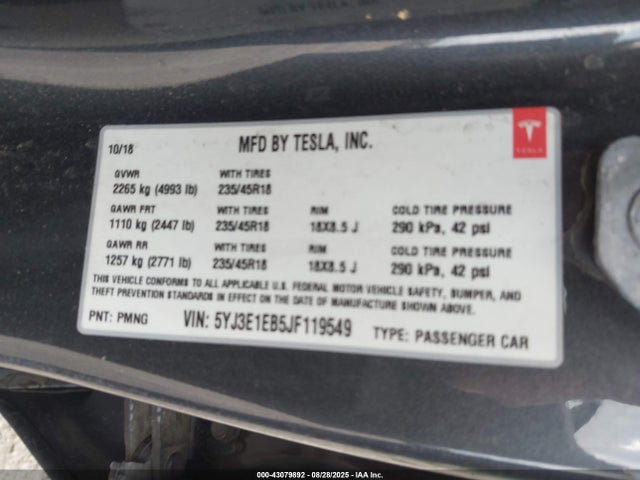 10/18 MFD BY TESLA, INC.
TESLA
GVWR WITH TIRES
2265 kg (4993 lb) 235/45R18
GAWR FRT WITH TIRES RIM COLD TIRE PRESSURE
1110 kg (2447 lb) 235/45R18 18X8.5 J 290 kPa, 42 psi
GAWR RR WITH TIRES RIM COLD TIRE PRESSURE
1257 kg (2771 lb) 235/45R18 18X8.5 J 290 kPa, 42 psi
THIS VEHICLE CONFORMS TO ALL APPLICABLE U.S. FEDERAL MOTOR VEHICLE SAFETY, BUMPER, AND
THEFT PREVENTION STANDARDS IN EFFECT ON THE DATE OF MANUFACTURE SHOWN ABOVE.
PNT: PMNG VIN: 5YJ3E1EB5JF119549 TYPE: PASSENGER CAR
000-43079892 - 08/28/2025 - IAA Inc.